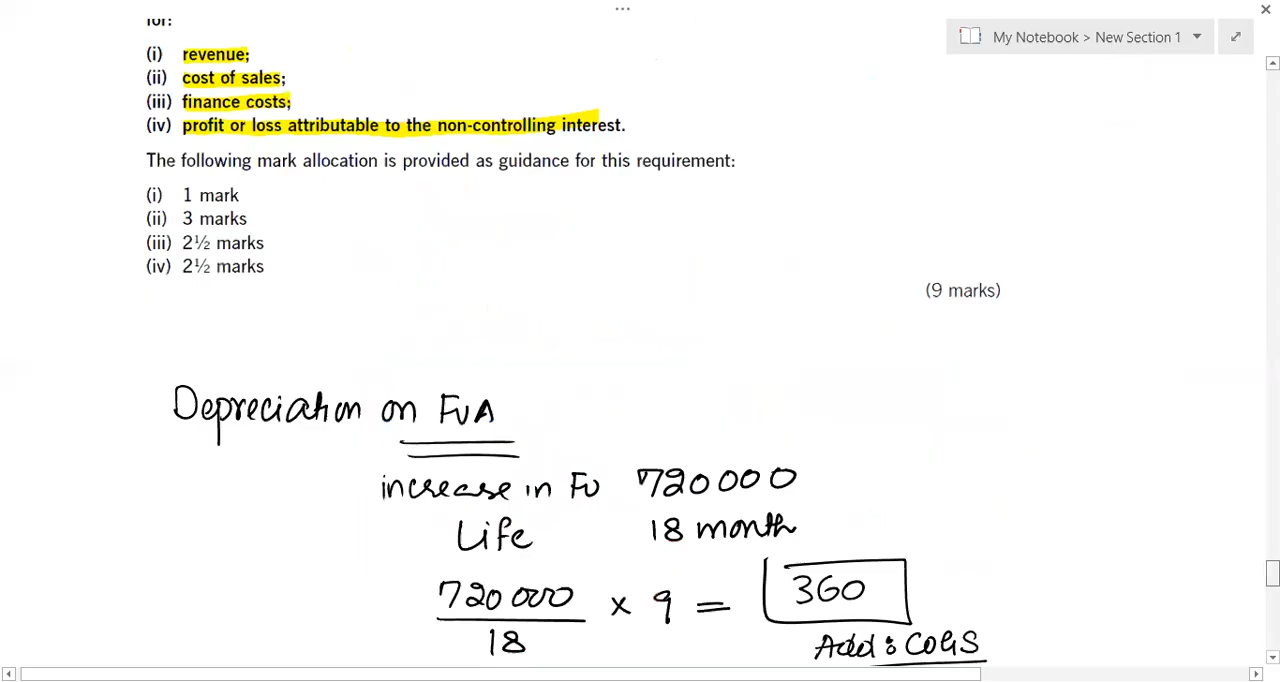 for:
My Notebook > New Section 1
(i) revenue;
(ii) cost of sales;
(iii) finance costs;
(iv) profit or loss attributable to the non-controlling interest.
The following mark allocation is provided as guidance for this requirement:
(i) 1 mark
(ii) 3 marks
(iii) 2½ marks
(iv) 2½ marks
(9 marks)
Depreciation on FVA
increase in FV 720000
Life 18 month
720000 × 9 = 360
18
Add : COGS